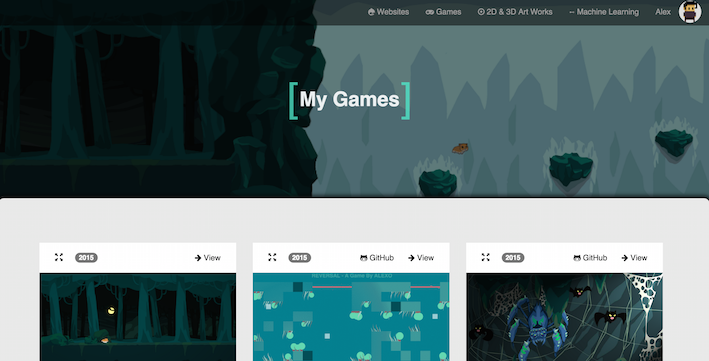 Websites Games 2D & 3D Art Works Machine Learning Alex
[My Games]
2015 View
2015 GitHub View
2015 GitHub View
REVERSAL - A Game By ALEXD